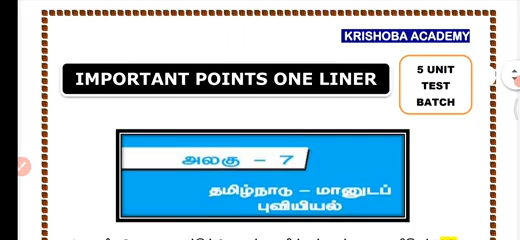 KRISHOBA ACADEMY
IMPORTANT POINTS ONE LINER
5 UNIT
TEST
BATCH
அலகு – 7
தமிழ்நாடு – மானுடப்
புவியியல்